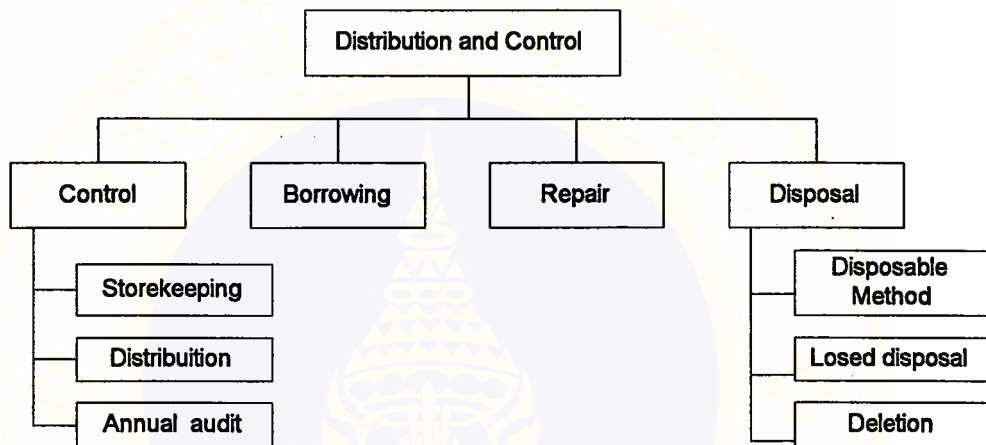 Distribution and Control
Control
Borrowing
Repair
Disposal
Storekeeping
Distribuition
Annual audit
Disposable
Method
Losed disposal
Deletion